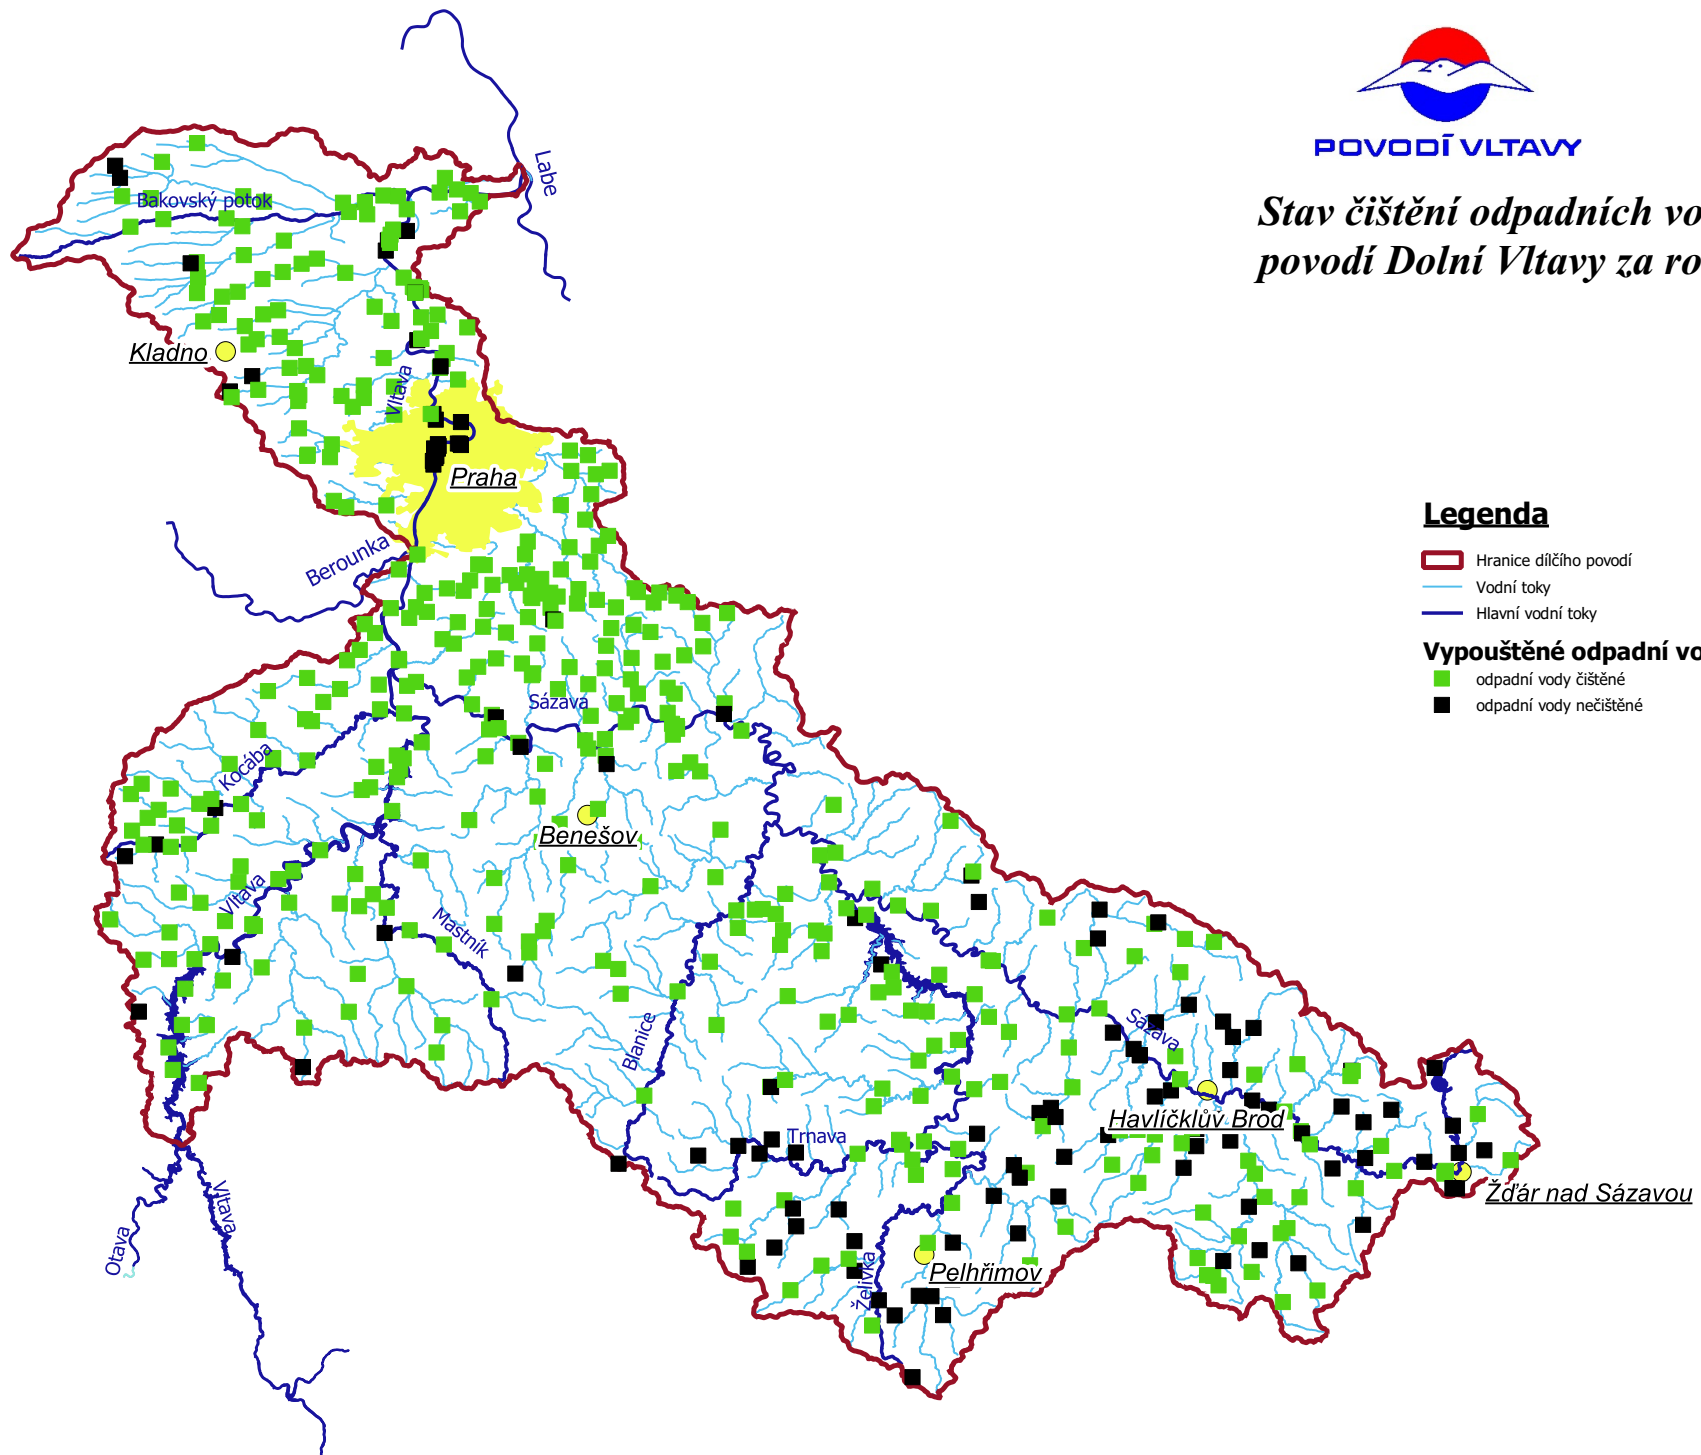 POVODÍ VLTAVY
Stav čištění odpadních vo
povodí Dolní Vltavy za ro
Labe
Bakovský potok
Kladno
Vltava
Praha
Berounka
Legenda
Hranice dílčího povodí
Vodní toky
Hlavní vodní toky
Vypouštěné odpadní vo
odpadní vody čištěné
odpadní vody nečištěné
Sázava
Kocába
Benešov
Vltava
Mastník
Blanice
Sázava
Havlíčklův Brod
Trnava
Žďár nad Sázavou
Vltava
Otava
Želivka
Pelhřimov